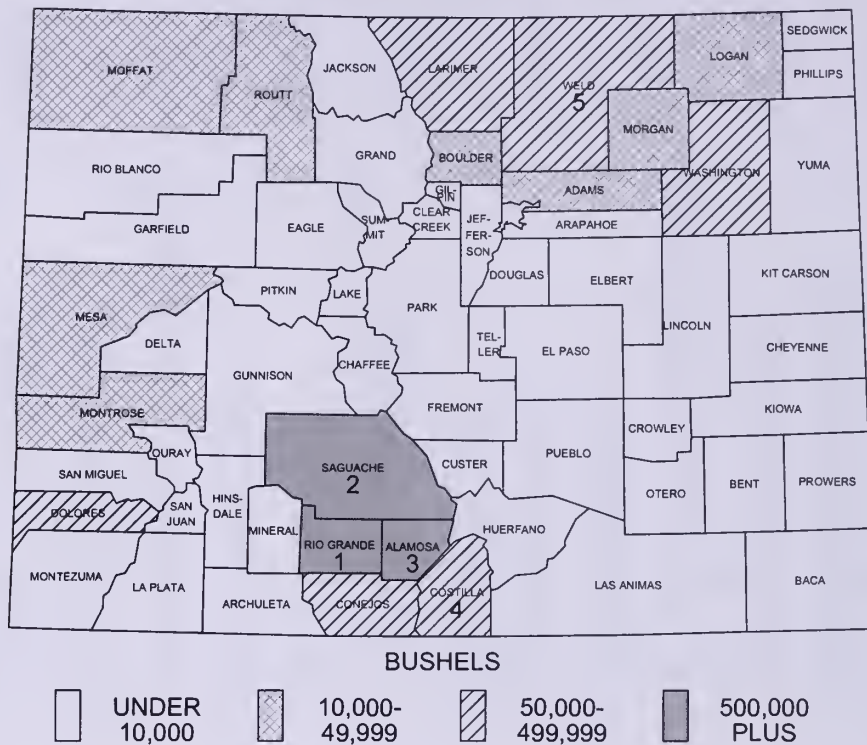 SEDGWICK
MOFFAT
JACKSON
LARIMER
LOGAN
WELD
5
PHILLIPS
ROUTT
MORGAN
RIO BLANCO
GRAND
BOULDER
WASHINGTON
YUMA
ADAMS
GIL-
PIN
CLEAR
CREEK
GARFIELD
EAGLE
SUM-
MIT
JEF-
FER-
SON
ARAPAHOE
DOUGLAS
ELBERT
KIT CARSON
PITKIN
LAKE
PARK
LINCOLN
MESA
DELTA
TEL-
LER
EL PASO
CHEYENNE
GUNNISON
CHAFFEE
FREMONT
MONTROSE
KIOWA
CROWLEY
OURAY
PUEBLO
SAGUACHE
2
CUSTER
SAN MIGUEL
HINS-
DALE
OTERO
BENT
PROWERS
DOLORES
SAN
JUAN
MINERAL
RIO GRANDE
1
ALAMOSA
3
HUERFANO
MONTEZUMA
LA PLATA
COSTILLA
4
LAS ANIMAS
BACA
ARCHULETA
CONEJOS
BUSHELS
UNDER
10,000
10,000-
49,999
50,000-
499,999
500,000
PLUS